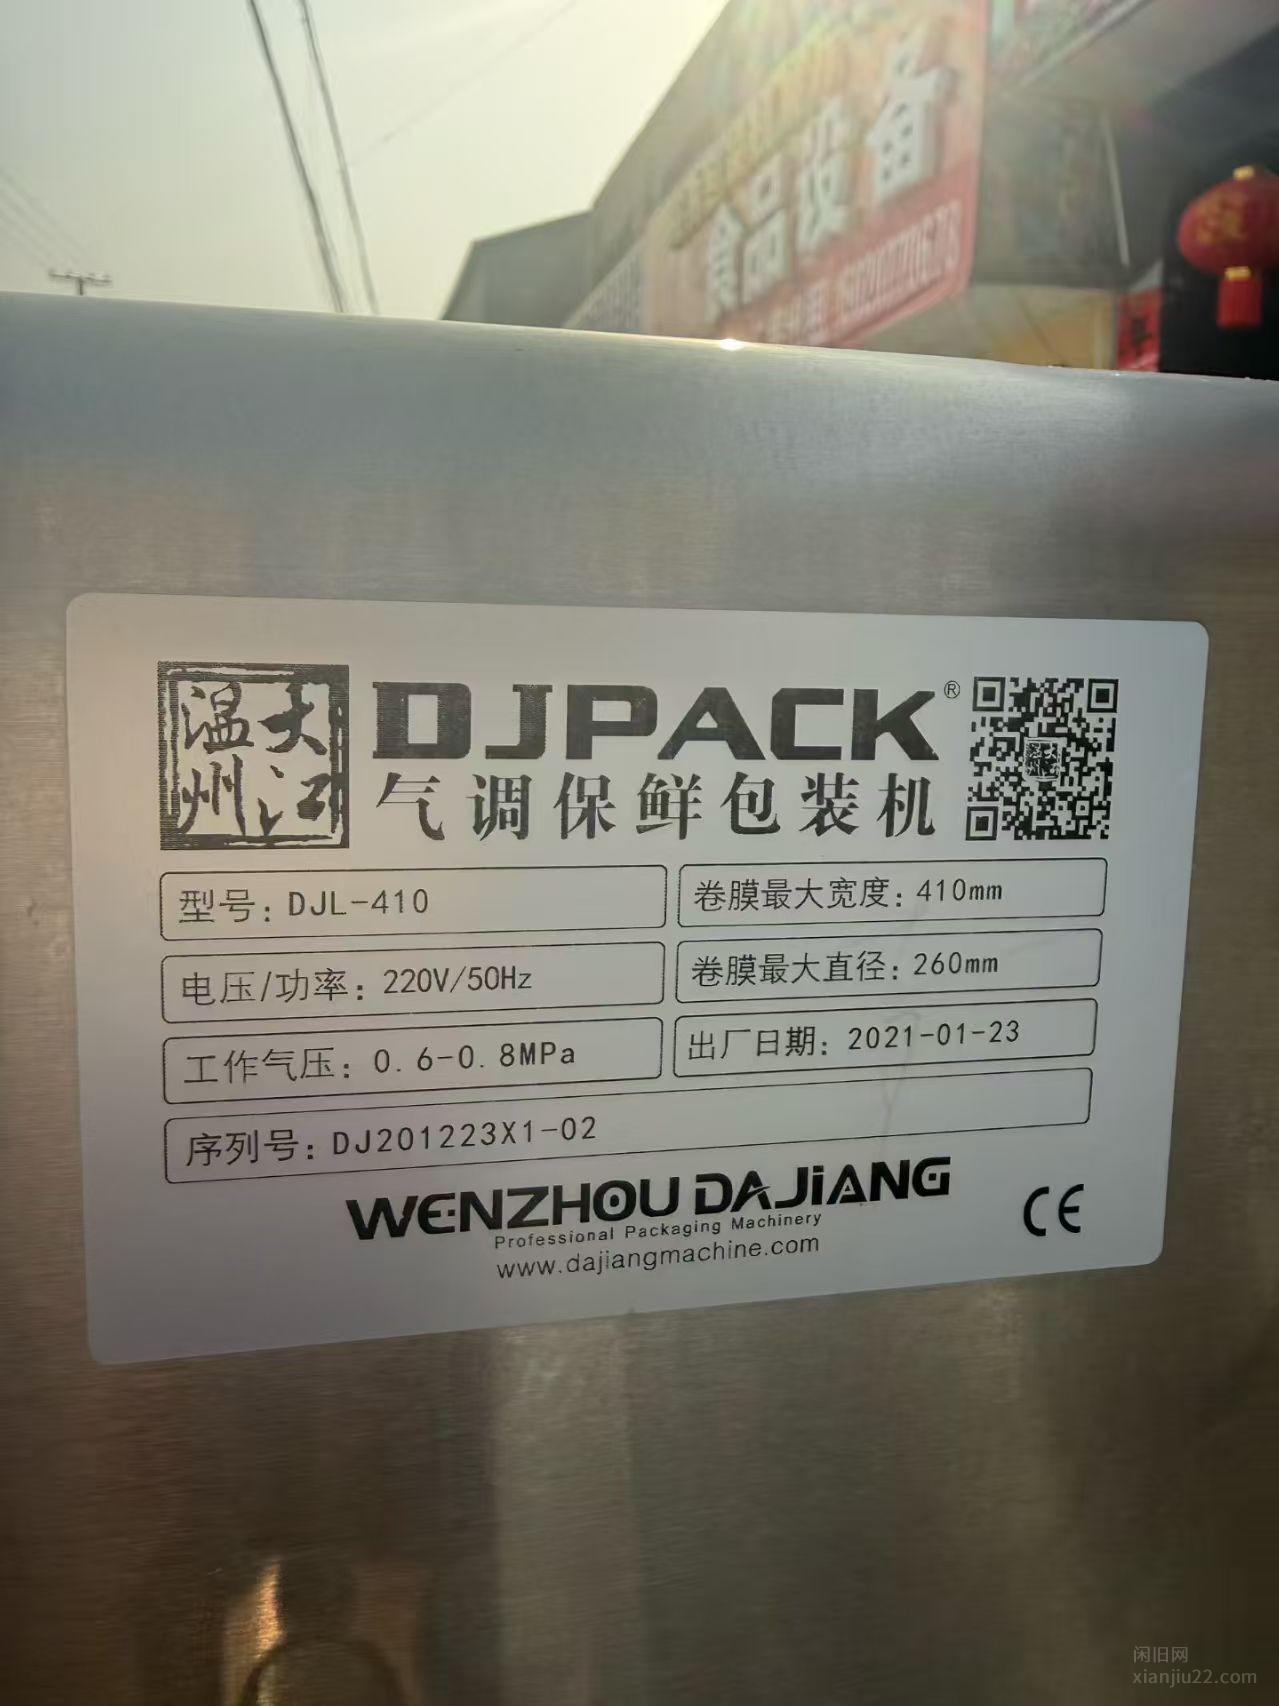 食品设备
温州
大江
DJPACK®
气调保鲜包装机
型号: DJL-410
卷膜最大宽度: 410mm
电压/功率: 220V/50Hz
卷膜最大直径: 260mm
工作气压: 0.6-0.8MPa
出厂日期: 2021-01-23
序列号: DJ201223X1-02
WENZHOU DAJIANG
Professional Packaging Machinery
www.dajiangmachine.com
CE
闲旧网
xianjiu22.com